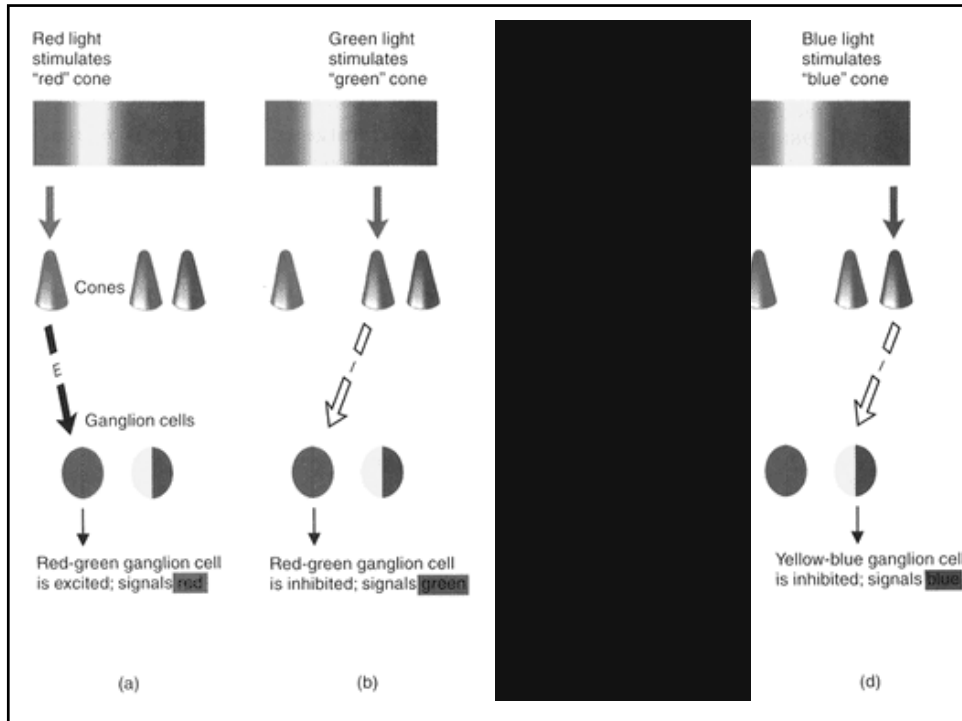 Red light
stimulates
"red" cone
Green light
stimulates
"green" cone
Blue light
stimulates
"blue" cone
Cones
E
I
I
Ganglion cells
Red-green ganglion cell
is excited; signals red
Red-green ganglion cell
is inhibited; signals green
Yellow-blue ganglion cell
is inhibited; signals blue
(a)
(b)
(d)